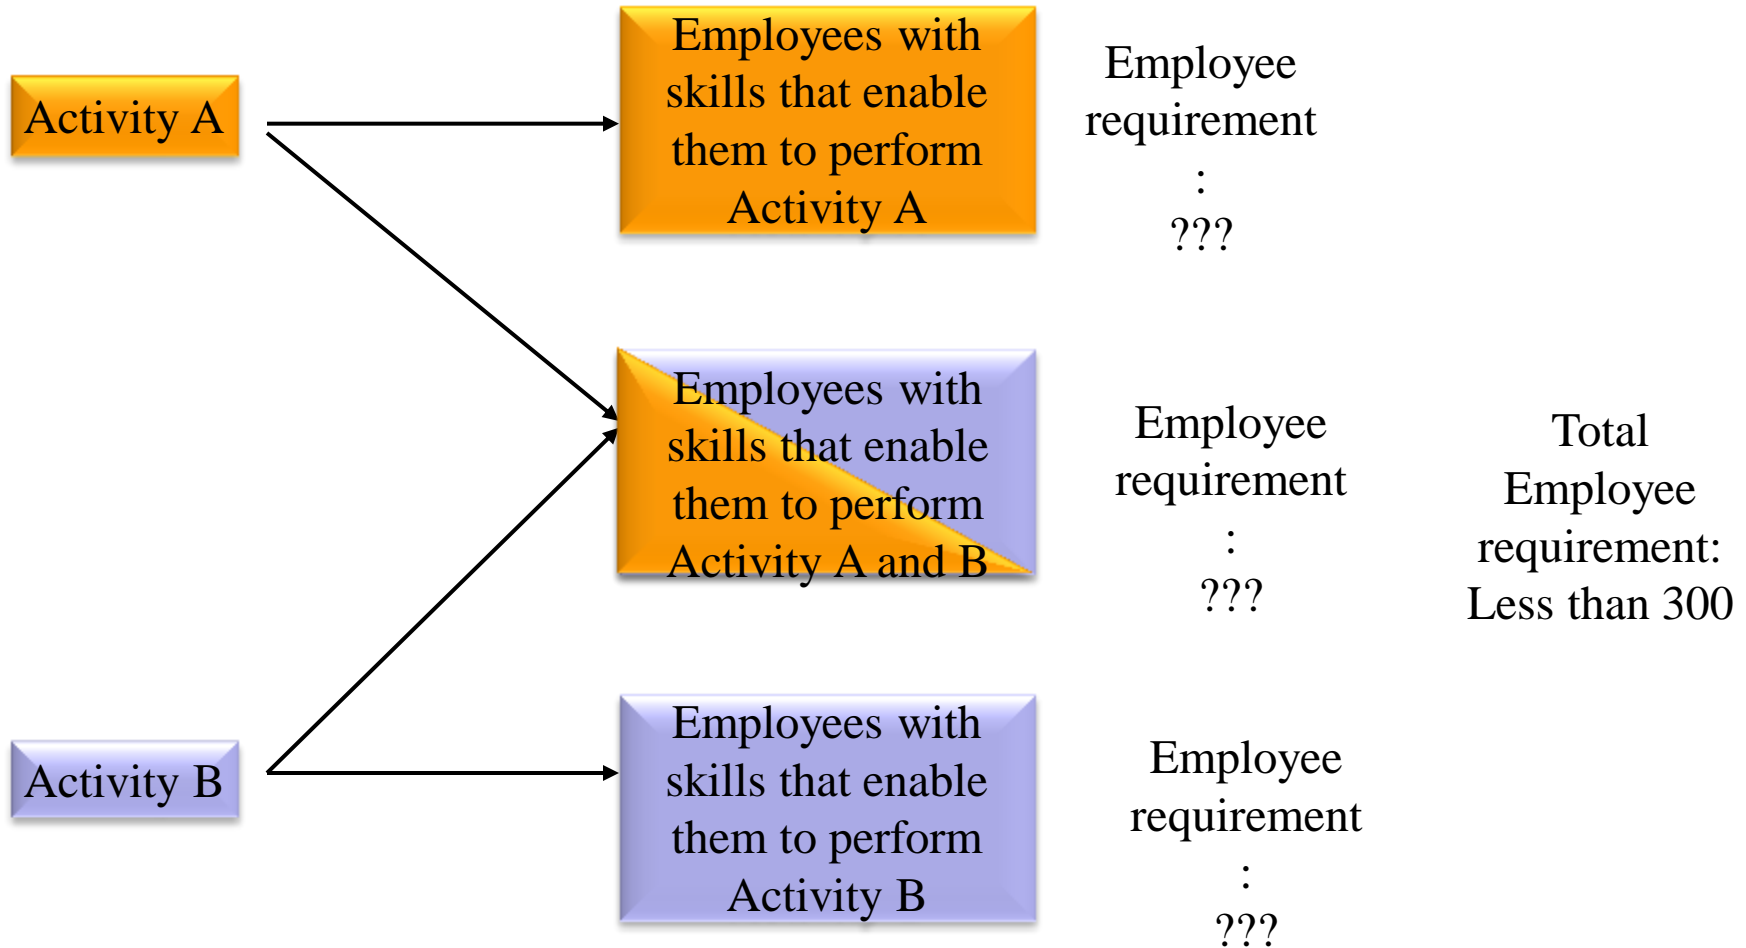 Activity A
Employees with
skills that enable
them to perform
Activity A
Employee
requirement
:
???
Employees with
skills that enable
them to perform
Activity A and B
Employee
requirement
:
???
Total
Employee
requirement:
Less than 300
Activity B
Employees with
skills that enable
them to perform
Activity B
Employee
requirement
:
???